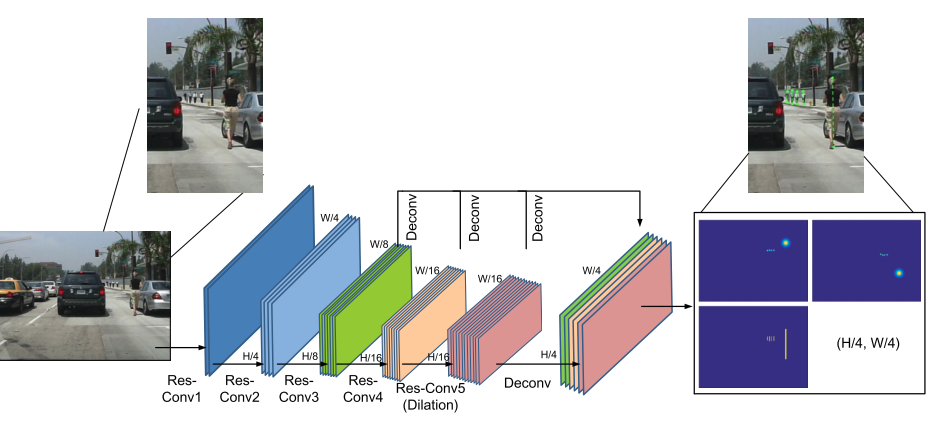 W/4
W/8
W/16
W/16
W/4
Deconv
Deconv
Deconv
H/4
H/8
H/16
H/16
H/4
Res-
Conv1
Res-
Conv2
Res-
Conv3
Res-
Conv4
Res-Conv5
(Dilation)
Deconv
(H/4, W/4)